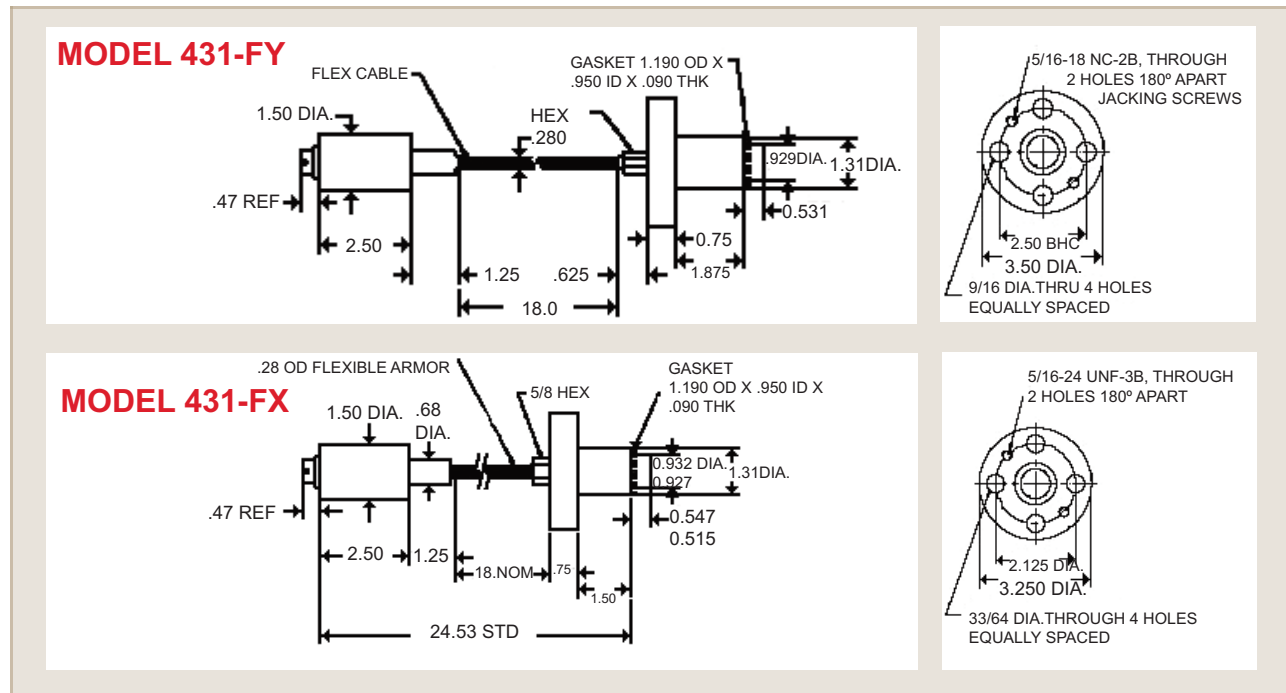 MODEL 431-FY
FLEX CABLE
GASKET 1.190 OD X
.950 ID X .090 THK
1.50 DIA.
HEX
.280
.929DIA.
1.31DIA.
.47 REF
0.531
2.50
0.75
1.25
.625
1.875
18.0
5/16-18 NC-2B, THROUGH
2 HOLES 180º APART
JACKING SCREWS
2.50 BHC
3.50 DIA.
9/16 DIA.THRU 4 HOLES
EQUALLY SPACED
MODEL 431-FX
.28 OD FLEXIBLE ARMOR
GASKET
1.190 OD X .950 ID X
.090 THK
5/8 HEX
1.50 DIA.
.68
DIA.
0.932 DIA.
0.927
1.31DIA.
.47 REF
0.547
0.515
2.50
1.25
18.NOM
.75
1.50
24.53 STD
5/16-24 UNF-3B, THROUGH
2 HOLES 180º APART
2.125 DIA.
3.250 DIA.
33/64 DIA.THROUGH 4 HOLES
EQUALLY SPACED